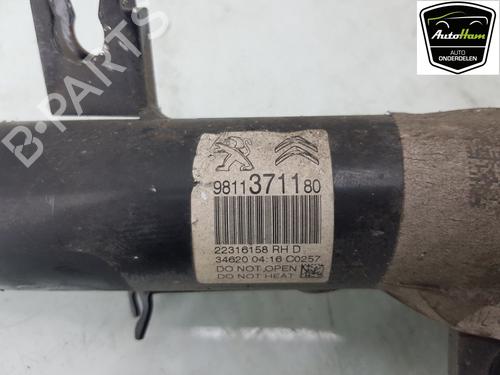 AutoHam
AUTO
ONDERDELEN
B-PARTS
9811371180
22316158 RH D
34620 04:16 C0257
DO NOT OPEN
DO NOT HEAT